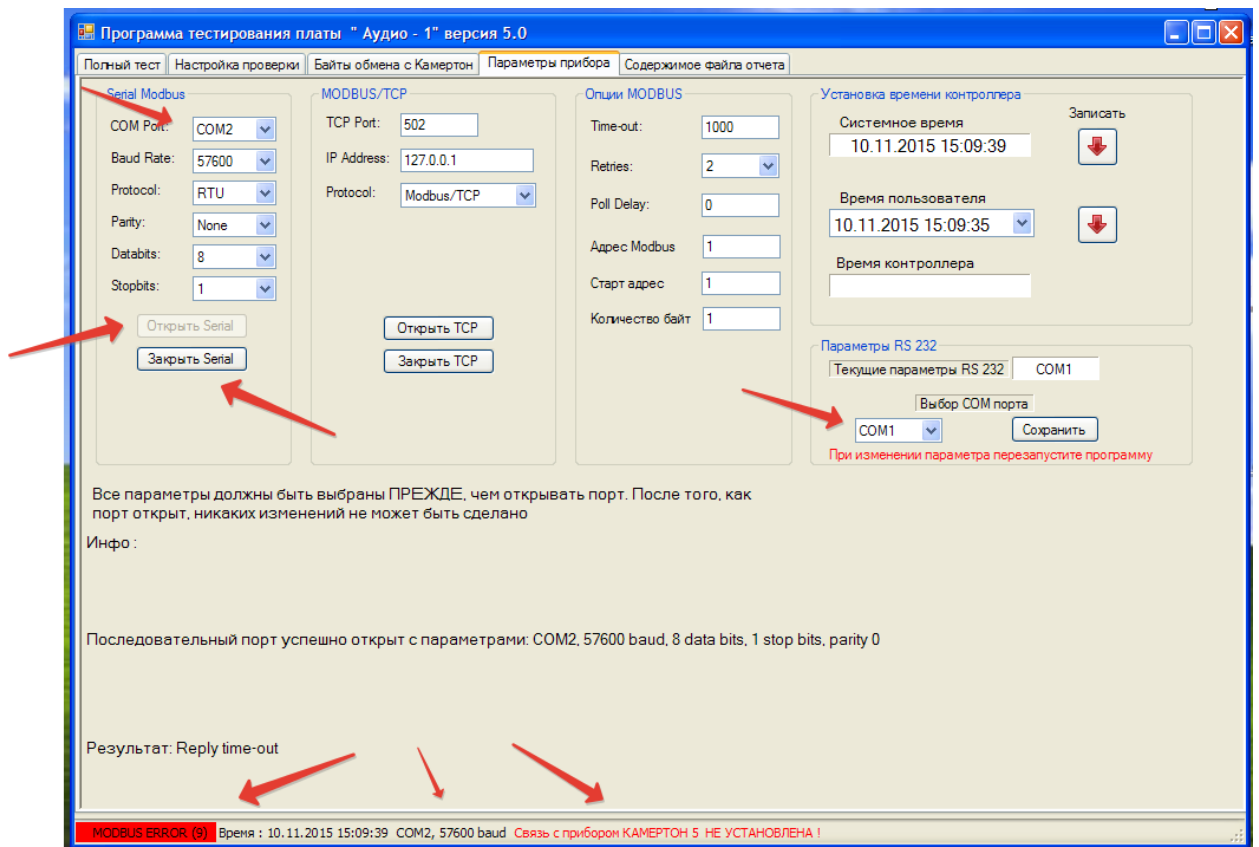 Программа тестирования платы " Аудио - 1" версия 5.0
Полный тест Настройка проверки Байты обмена с Камертон Параметры прибора Содержимое файла отчета
Serial Modbus
COM Port: COM2
Baud Rate: 57600
Protocol: RTU
Parity: None
Databits: 8
Stopbits: 1
Открыть Serial
Закрыть Serial
MODBUS/TCP
TCP Port: 502
IP Address: 127.0.0.1
Protocol: Modbus/TCP
Открыть TCP
Закрыть TCP
Опции MODBUS
Time-out: 1000
Retries: 2
Poll Delay: 0
Адрес Modbus 1
Старт адрес 1
Количество байт 1
Установка времени контроллера
Системное время Записать
10.11.2015 15:09:39
Время пользователя
10.11.2015 15:09:35
Время контроллера
Параметры RS 232
Текущие параметры RS 232 COM1
Выбор COM порта
COM1 Сохранить
При изменении параметра перезапустите программу
Все параметры должны быть выбраны ПРЕЖДЕ, чем открывать порт. После того, как
порт открыт, никаких изменений не может быть сделано
Инфо :
Последовательный порт успешно открыт с параметрами: COM2, 57600 baud, 8 data bits, 1 stop bits, parity 0
Результат: Reply time-out
MODBUS ERROR (9) Время : 10.11.2015 15:09:39 COM2, 57600 baud Связь с прибором КАМЕРТОН 5 НЕ УСТАНОВЛЕНА !